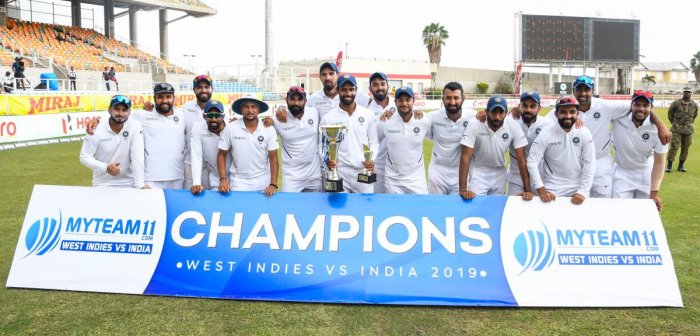 MIRAJ
MYTEAM11
.COM
WEST INDIES VS INDIA
CHAMPIONS
•WEST INDIES VS INDIA 2019•
MYTEAM11
.COM
WEST INDIES VS INDIA